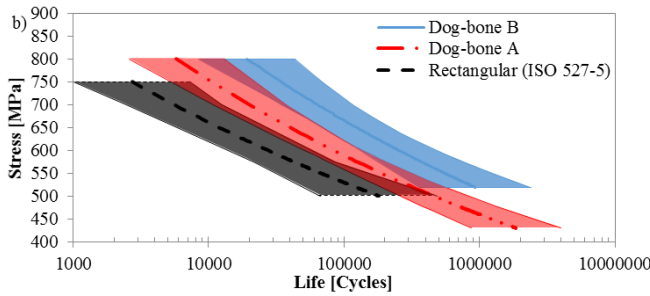 b)
900
850
800
750
700
650
600
550
500
450
400
Stress [MPa]
Dog-bone B
Dog-bone A
Rectangular (ISO 527-5)
1000
10000
100000
1000000
10000000
Life [Cycles]